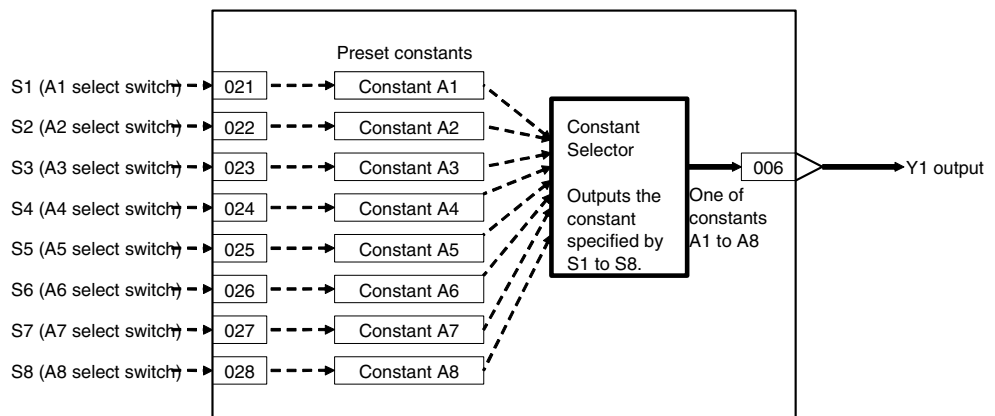 Preset constants
S1 (A1 select switch) 021 Constant A1
S2 (A2 select switch) 022 Constant A2
S3 (A3 select switch) 023 Constant A3
S4 (A4 select switch) 024 Constant A4
S5 (A5 select switch) 025 Constant A5
S6 (A6 select switch) 026 Constant A6
S7 (A7 select switch) 027 Constant A7
S8 (A8 select switch) 028 Constant A8
Constant
Selector
Outputs the
constant
specified by
S1 to S8.
006
Y1 output
One of
constants
A1 to A8